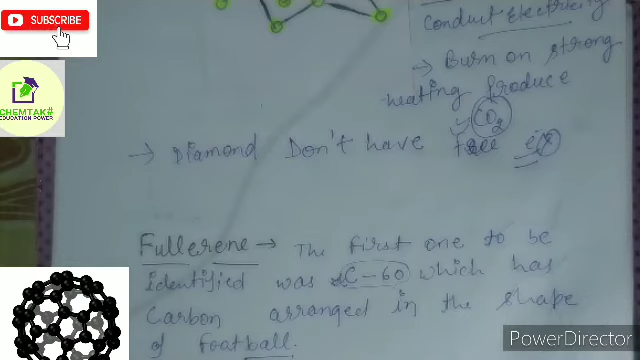 SUBSCRIBE
Conduct Electricity
→ Burn on strong
heating produce
CO2
CHEMTAK#
EDUCATION POWER
→ Diamond Don't have free e
Fullerene → The first one to be
identified was C-60 which has
Carbon arranged in the shape
of football.
PowerDirector